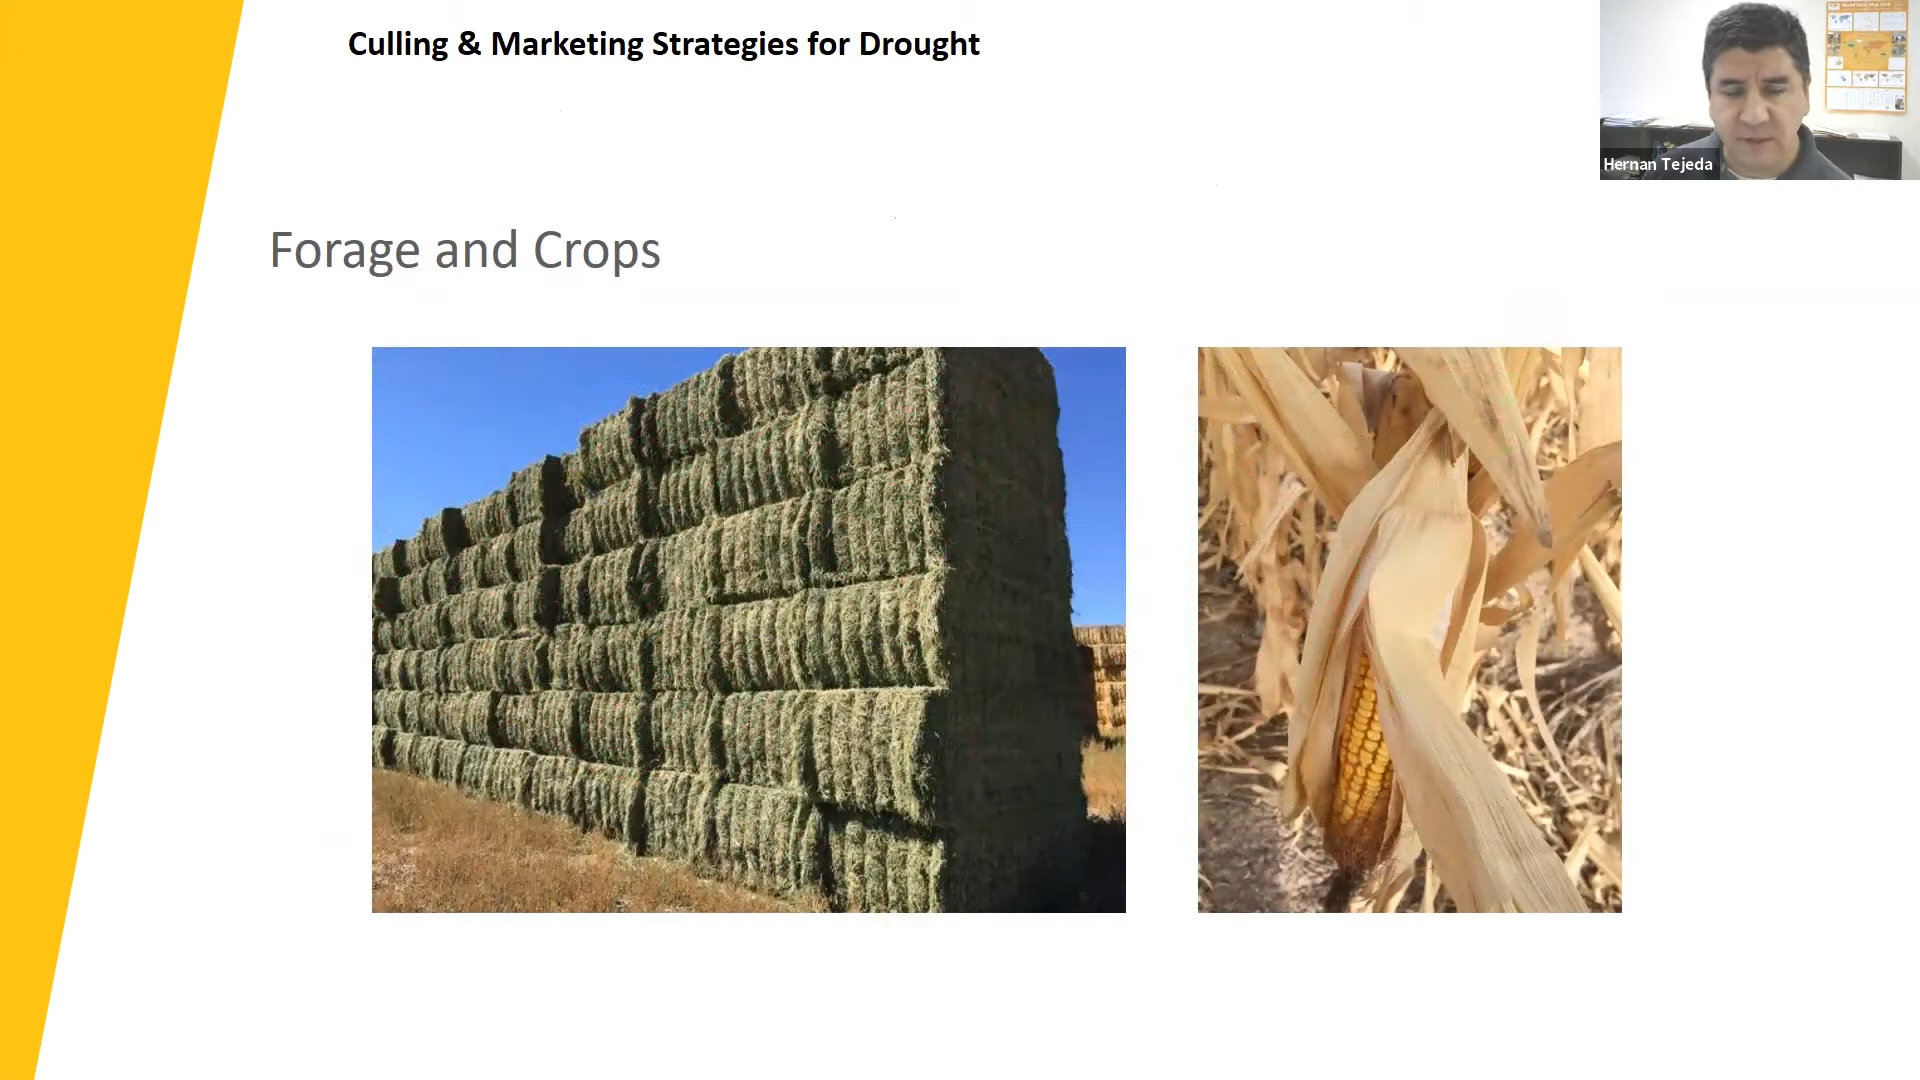 Culling & Marketing Strategies for Drought
Hernan Tejeda
Forage and Crops